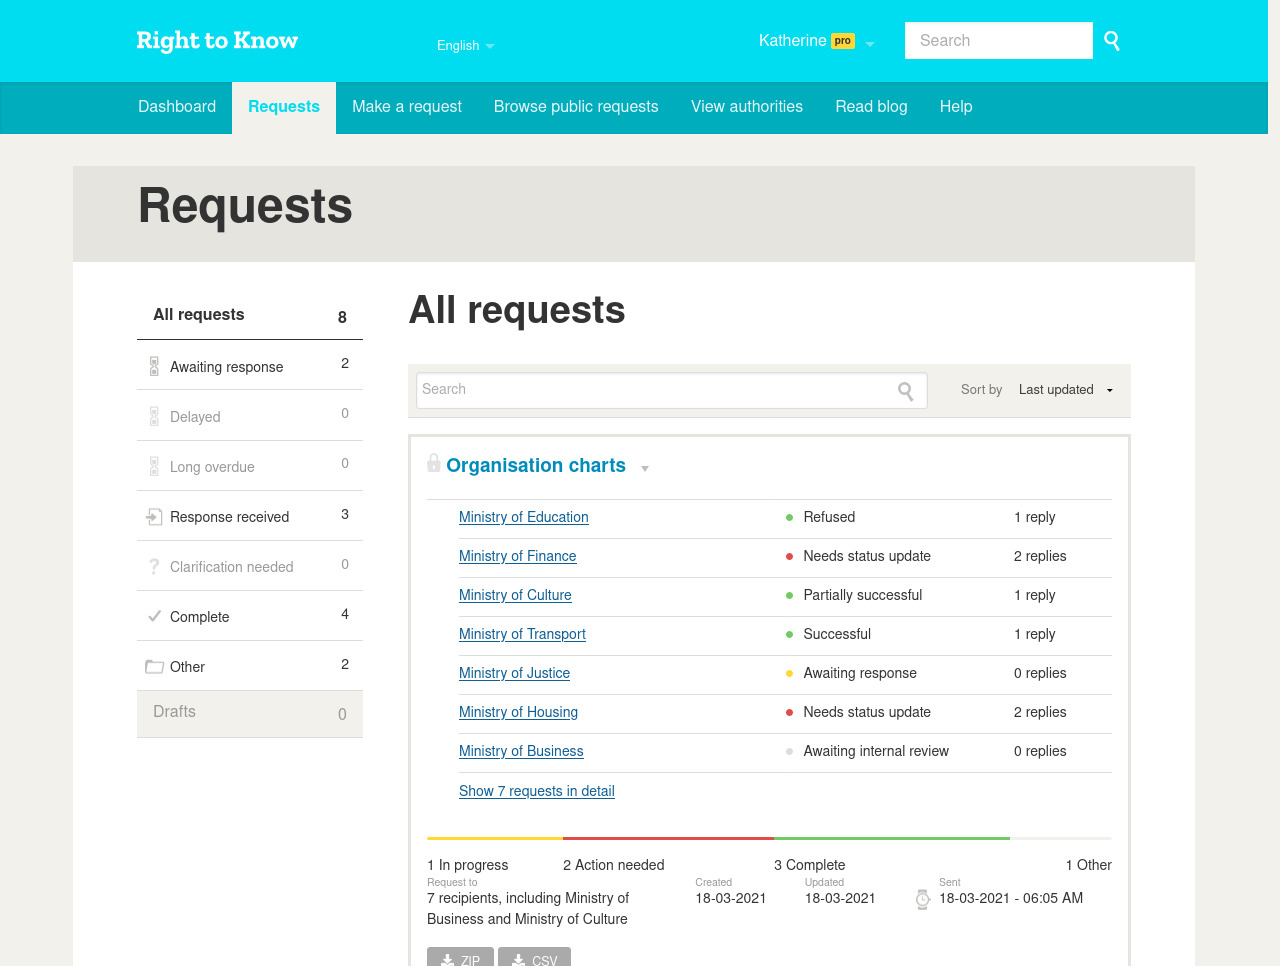 Right to Know
English
Katherine pro
Search
Dashboard Requests Make a request Browse public requests View authorities Read blog Help
Requests
All requests 8
Awaiting response 2
Delayed 0
Long overdue 0
Response received 3
Clarification needed 0
Complete 4
Other 2
Drafts 0
All requests
Search
Sort by Last updated
Organisation charts
Ministry of Education Refused 1 reply
Ministry of Finance Needs status update 2 replies
Ministry of Culture Partially successful 1 reply
Ministry of Transport Successful 1 reply
Ministry of Justice Awaiting response 0 replies
Ministry of Housing Needs status update 2 replies
Ministry of Business Awaiting internal review 0 replies
Show 7 requests in detail
1 In progress 2 Action needed 3 Complete 1 Other
Request to Created Updated Sent
7 recipients, including Ministry of 18-03-2021 18-03-2021 18-03-2021 - 06:05 AM
Business and Ministry of Culture
ZIP CSV